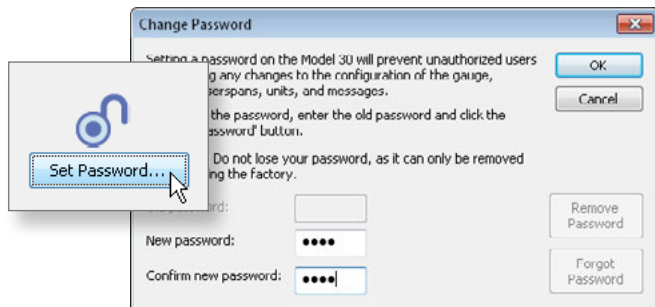 Change Password
Setting a password on the Model 30 will prevent unauthorized users
any changes to the configuration of the gauge,
units, and messages.
the password, enter the old password and click the
button.
Do not lose your password, as it can only be removed
the factory.
OK
Cancel
Set Password...
New password:
Confirm new password:
Remove
Password
Forgot
Password